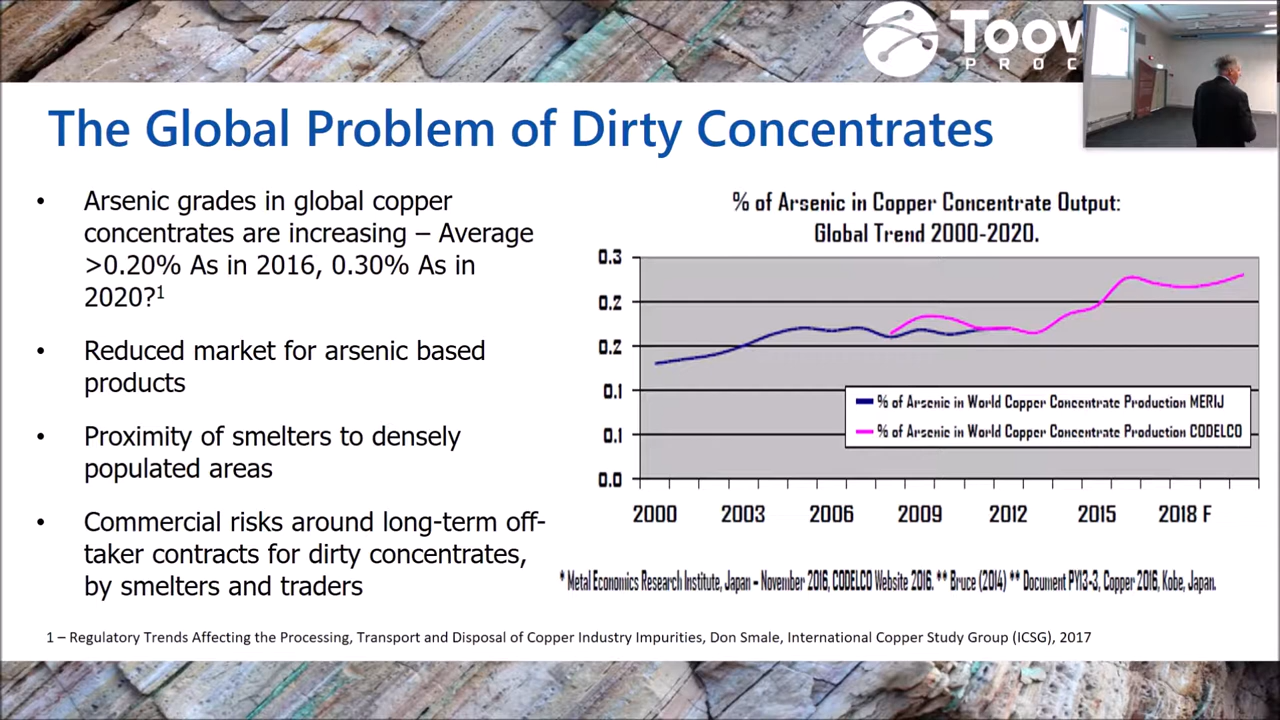 The Global Problem of Dirty Concentrates
• Arsenic grades in global copper
concentrates are increasing – Average
>0.20% As in 2016, 0.30% As in
2020?¹
• Reduced market for arsenic based
products
• Proximity of smelters to densely
populated areas
• Commercial risks around long-term off-
taker contracts for dirty concentrates,
by smelters and traders
% of Arsenic in Copper Concentrate Output:
Global Trend 2000-2020.
0.3
0.2
0.2
0.1
0.1
0.0
% of Arsenic in World Copper Concentrate Production MERIJ
% of Arsenic in World Copper Concentrate Production CODELCO
2000 2003 2006 2009 2012 2015 2018 F
* Metal Economics Research Institute, Japan – November 2016, CODELCO Website 2016. ** Bruce (2014) ** Document PY13-3, Copper 2016, Kobe, Japan.
1 – Regulatory Trends Affecting the Processing, Transport and Disposal of Copper Industry Impurities, Don Smale, International Copper Study Group (ICSG), 2017